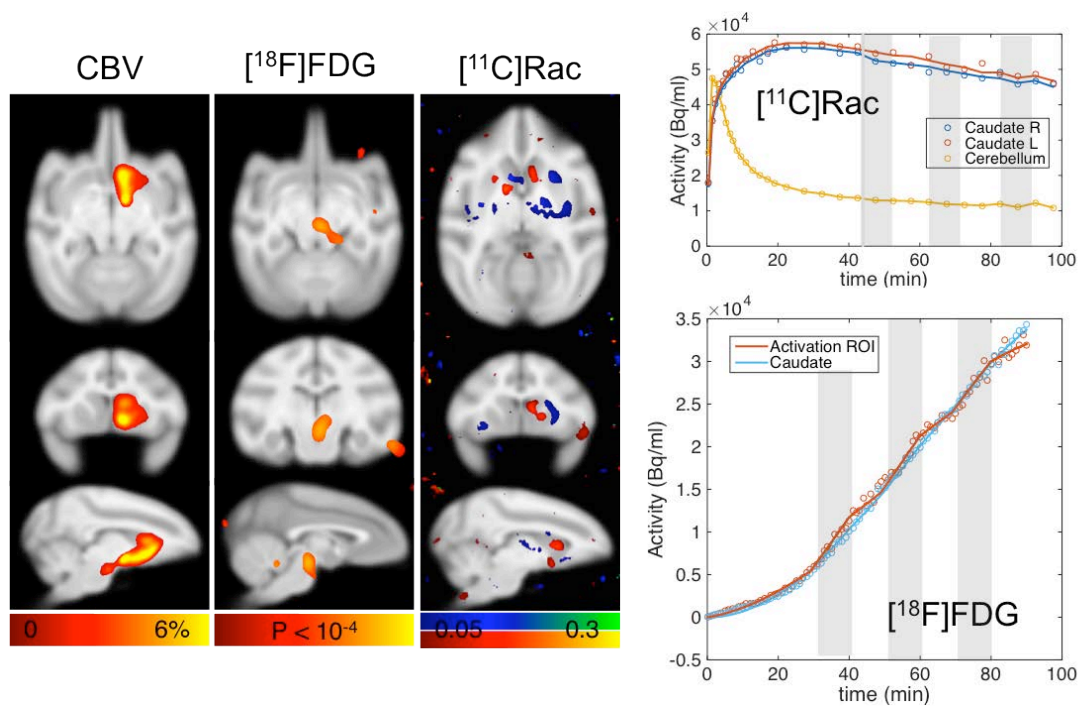 CBV
[¹⁸F]FDG
[¹¹C]Rac
0 6%
P < 10⁻⁴
0.05 0.3
×10⁴
6
5
4
3
2
1
0
Activity (Bq/ml)
[¹¹C]Rac
Caudate R
Caudate L
Cerebellum
0 20 40 60 80 100
time (min)
×10⁴
3.5
3
2.5
2
1.5
1
0.5
0
-0.5
Activity (Bq/ml)
Activation ROI
Caudate
[¹⁸F]FDG
0 20 40 60 80 100
time (min)